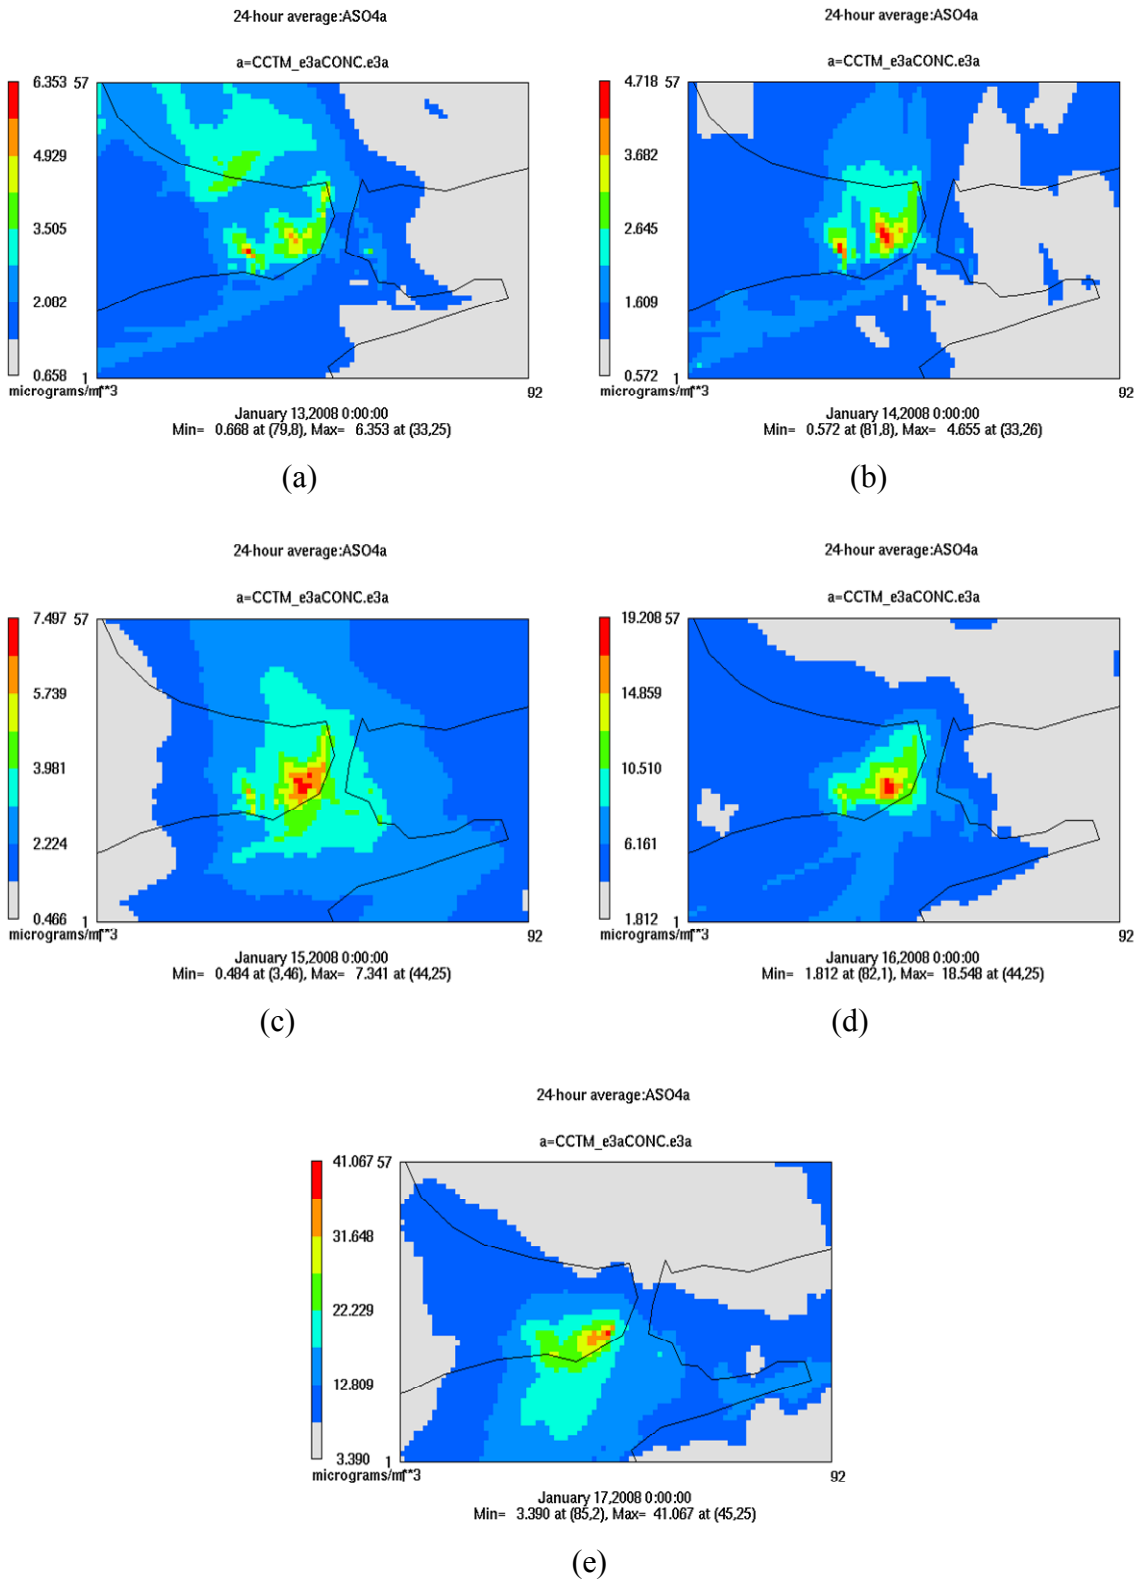 24-hour average:ASO4a
a=CCTM_e3aCONC.e3a
6.353 57
4.929
3.505
2.082
0.658 1
micrograms/m**3
92
January 13,2008 0:00:00
Min= 0.668 at (79,8), Max= 6.353 at (33,25)
(a)
24-hour average:ASO4a
a=CCTM_e3aCONC.e3a
4.718 57
3.682
2.645
1.609
0.572 1
micrograms/m**3
92
January 14,2008 0:00:00
Min= 0.572 at (81,8), Max= 4.655 at (33,26)
(b)
24-hour average:ASO4a
a=CCTM_e3aCONC.e3a
7.497 57
5.739
3.981
2.224
0.466 1
micrograms/m**3
92
January 15,2008 0:00:00
Min= 0.484 at (3,46), Max= 7.341 at (44,25)
(c)
24-hour average:ASO4a
a=CCTM_e3aCONC.e3a
19.208 57
14.859
10.510
6.161
1.812 1
micrograms/m**3
92
January 16,2008 0:00:00
Min= 1.812 at (82,1), Max= 18.548 at (44,25)
(d)
24-hour average:ASO4a
a=CCTM_e3aCONC.e3a
41.067 57
31.648
22.229
12.809
3.390 1
micrograms/m**3
92
January 17,2008 0:00:00
Min= 3.390 at (85,2), Max= 41.067 at (45,25)
(e)